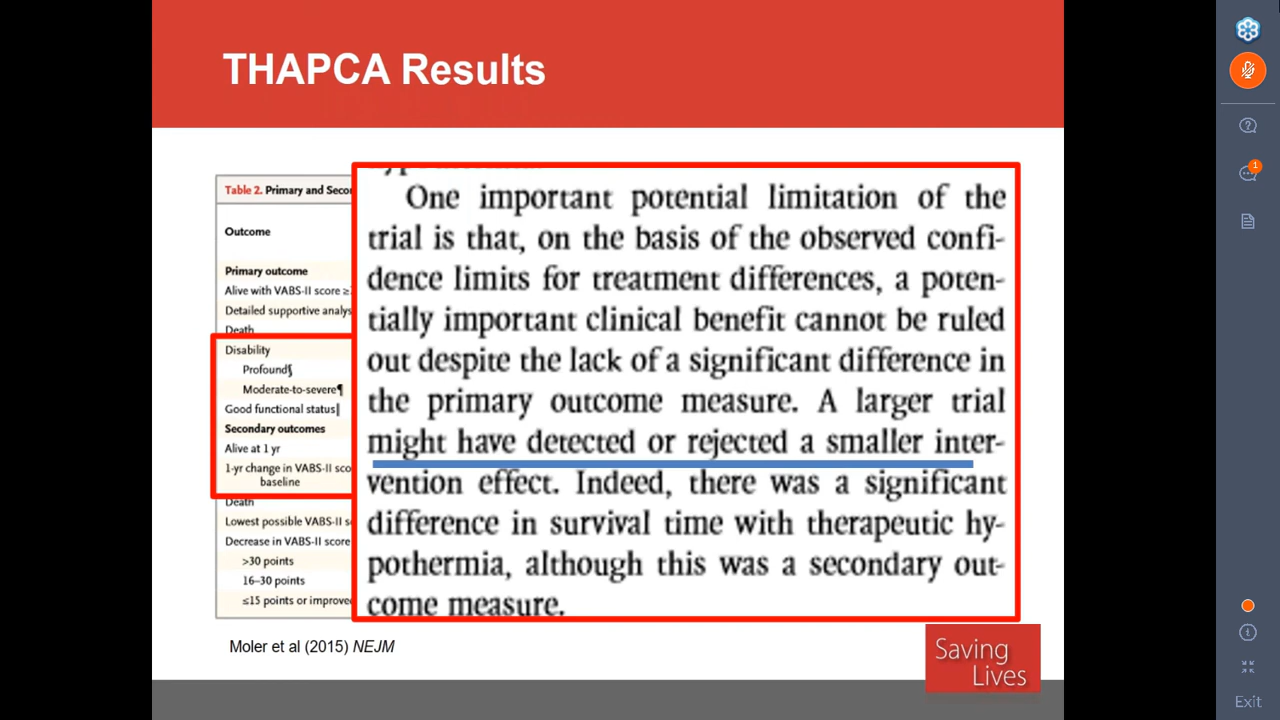 THAPCA Results
Table 2. Primary and Secon
Outcome
Primary outcome
Alive with VABS-II score ≥
Detailed supportive analys
Death
Disability
Profound§
Moderate-to-severe¶
Good functional status‖
Secondary outcomes
Alive at 1 yr
1-yr change in VABS-II sco
baseline
Death
Lowest possible VABS-II s
Decrease in VABS-II score
>30 points
16–30 points
≤15 points or improve
One important potential limitation of the
trial is that, on the basis of the observed confi-
dence limits for treatment differences, a poten-
tially important clinical benefit cannot be ruled
out despite the lack of a significant difference in
the primary outcome measure. A larger trial
might have detected or rejected a smaller inter-
vention effect. Indeed, there was a significant
difference in survival time with therapeutic hy-
pothermia, although this was a secondary out-
come measure.
Moler et al (2015) NEJM
Saving
Lives
1
Exit